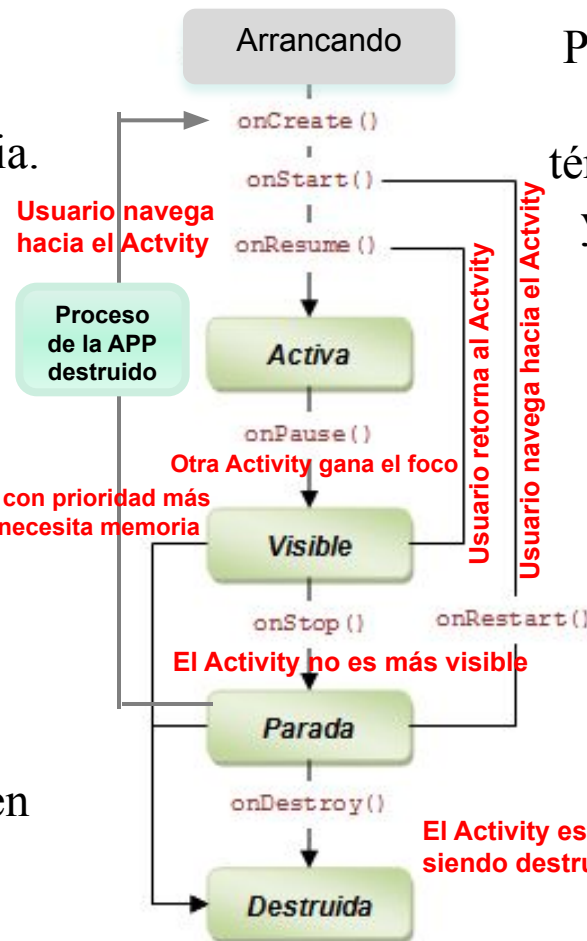 Arrancando
P
onCreate()
ia.
onStart()
tér
Usuario navega
hacia el Actvity
onResume()
y
Proceso
de la APP
destruido
Activa
Usuario retorna al Actvity
Usuario navega hacia el Actvity
onPause()
Otra Activity gana el foco
con prioridad más
necesita memoria
Visible
onStop()
onRestart()
El Activity no es más visible
Parada
en
onDestroy()
El Activity es
siendo destru
Destruida